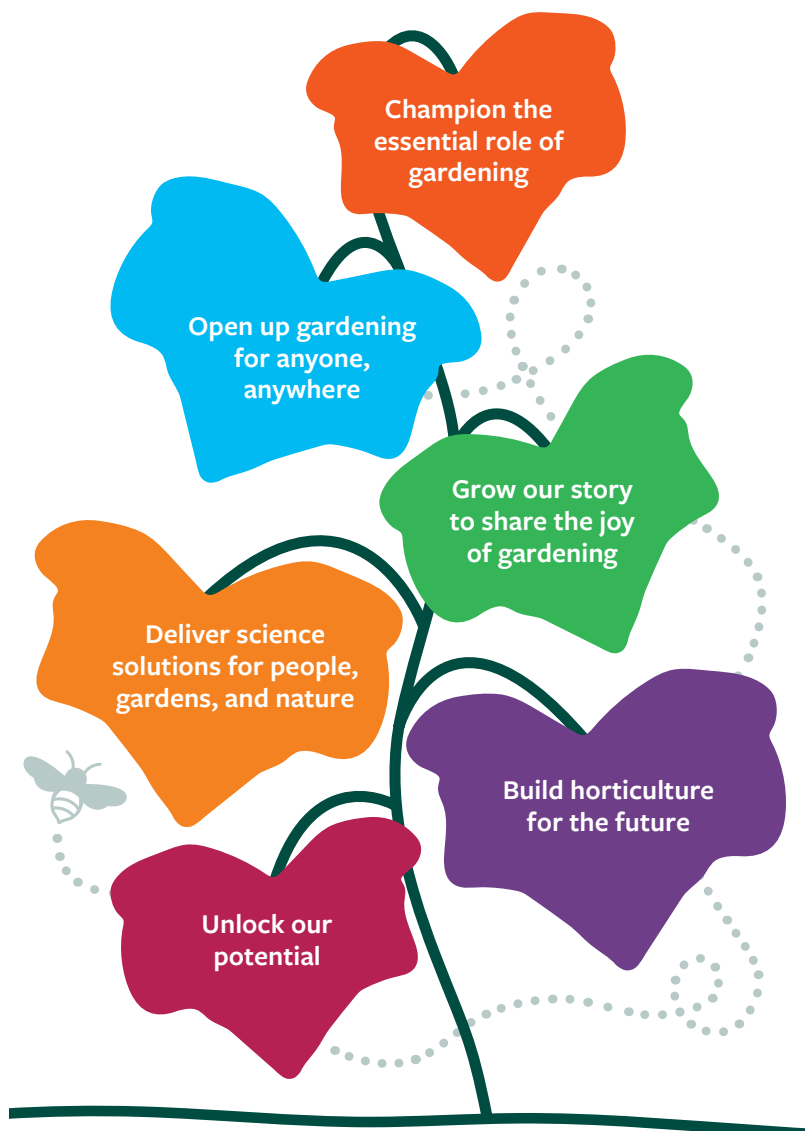 Champion the
essential role of
gardening
Open up gardening
for anyone,
anywhere
Grow our story
to share the joy
of gardening
Deliver science
solutions for people,
gardens, and nature
Build horticulture
for the future
Unlock our
potential